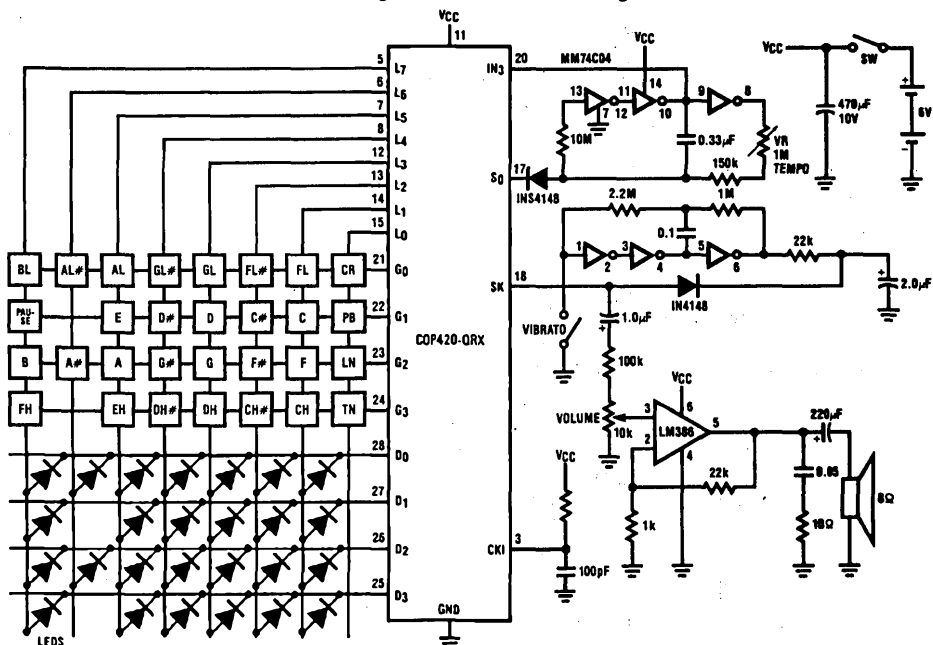 VCC
11
5
L7
6
L6
7
L5
8
L4
12
L3
13
L2
14
L1
15
L0
BL
AL#
AL
GL#
GL
FL#
FL
CR
21
G0
PAU-
SE
E
D#
D
C#
C
PB
22
G1
B
A#
A
G#
G
F#
F
LN
23
G2
FH
EH
DH#
DH
CH#
CH
TN
24
G3
28
D0
27
D1
26
D2
25
D3
LEDS
COP420-QRX
GND
IN3
20
MM74C04
VCC
14
13
11
7
12
10
9
8
10M
0.33µF
VR
1M
TEMPO
150k
S0
17
INS4148
VCC
SW
470µF
10V
6V
2.2M
1M
0.1
1
2
3
4
5
6
22k
SK
18
IN4148
2.0µF
VIBRATO
1.0µF
100k
VOLUME
10k
VCC
3
6
5
LM386
2
4
22k
1k
220µF
0.05
10Ω
8Ω
VCC
CKI
3
100pF